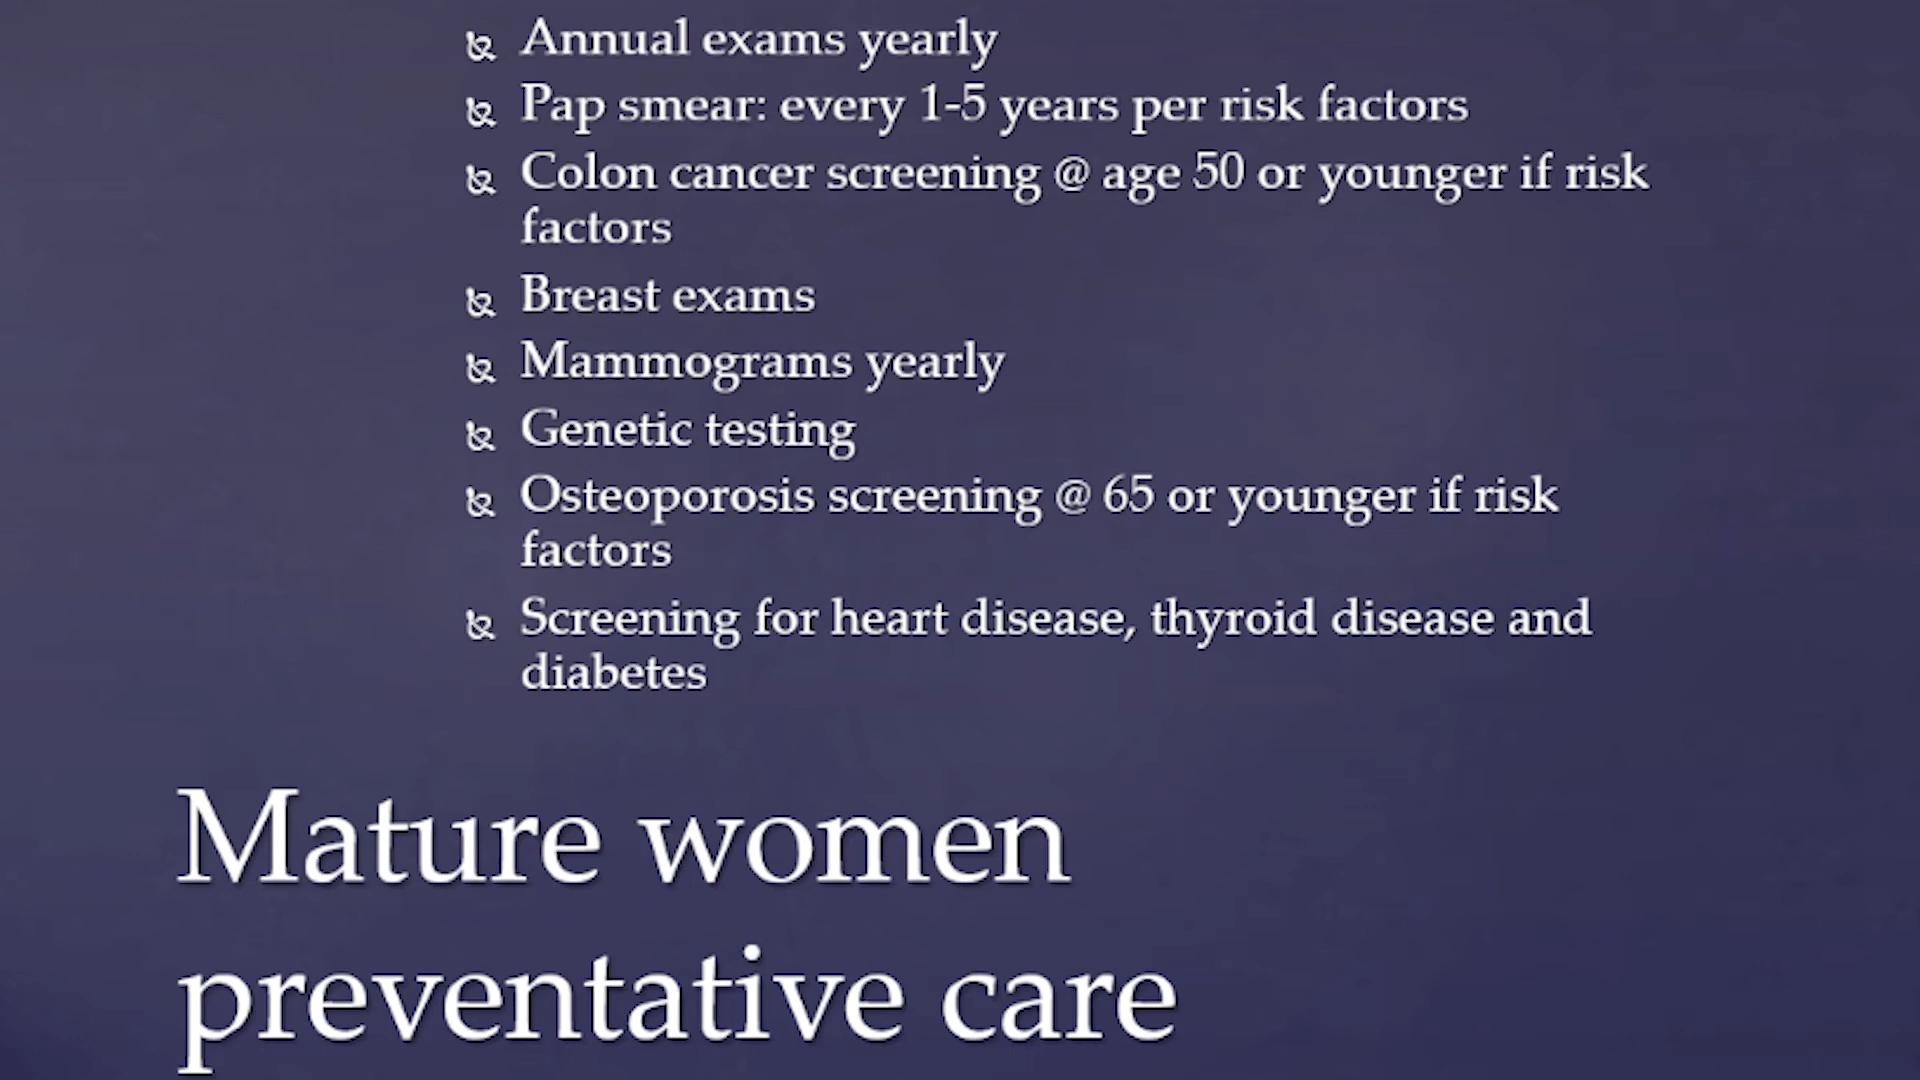 Annual exams yearly
Pap smear: every 1-5 years per risk factors
Colon cancer screening @ age 50 or younger if risk
factors
Breast exams
Mammograms yearly
Genetic testing
Osteoporosis screening @ 65 or younger if risk
factors
Screening for heart disease, thyroid disease and
diabetes
Mature women
preventative care